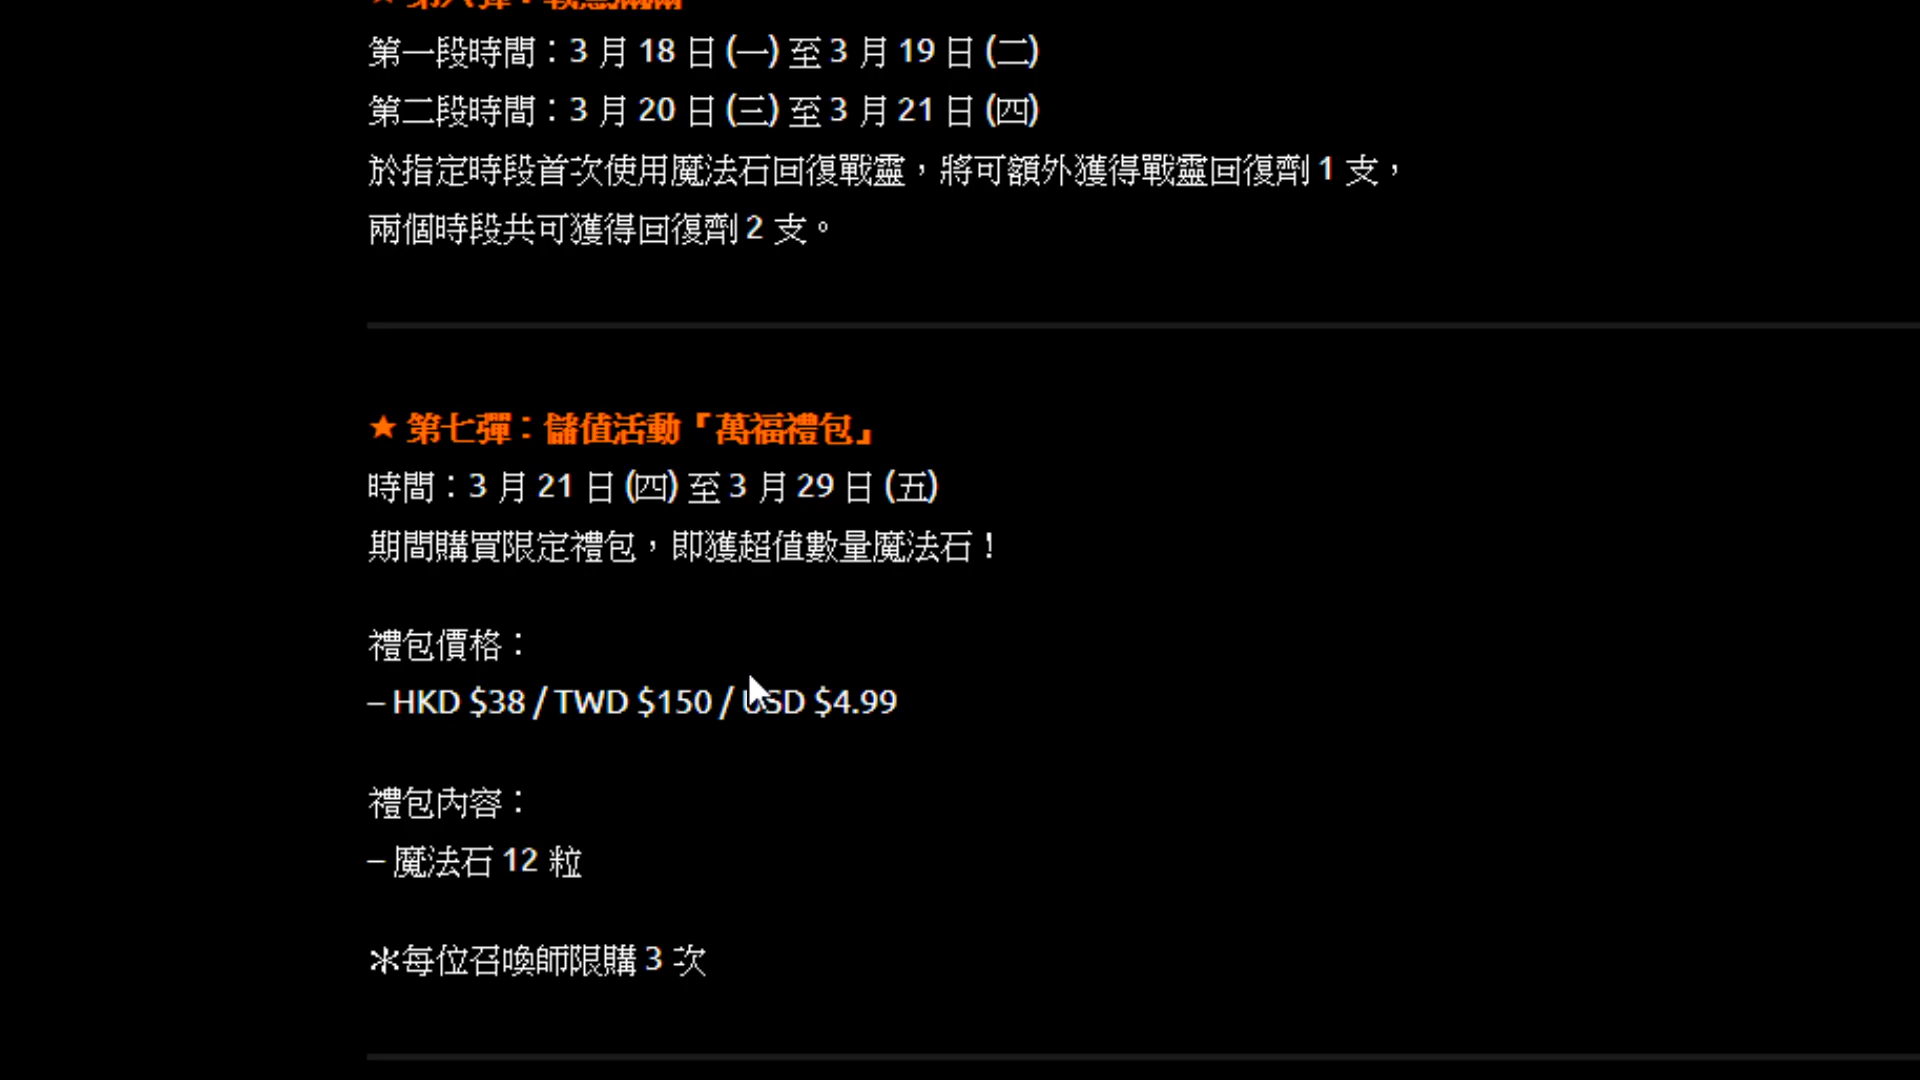 第一段時間：3 月 18 日 (一) 至 3 月 19 日 (二)
第二段時間：3 月 20 日 (三) 至 3 月 21 日 (四)
於指定時段首次使用魔法石回復戰靈，將可額外獲得戰靈回復劑 1 支，
兩個時段共可獲得回復劑 2 支。
★ 第七彈：儲值活動『萬福禮包』
時間：3 月 21 日 (四) 至 3 月 29 日 (五)
期間購買限定禮包，即獲超值數量魔法石！
禮包價格：
– HKD $38 / TWD $150 / USD $4.99
禮包內容：
– 魔法石 12 粒
＊每位召喚師限購 3 次